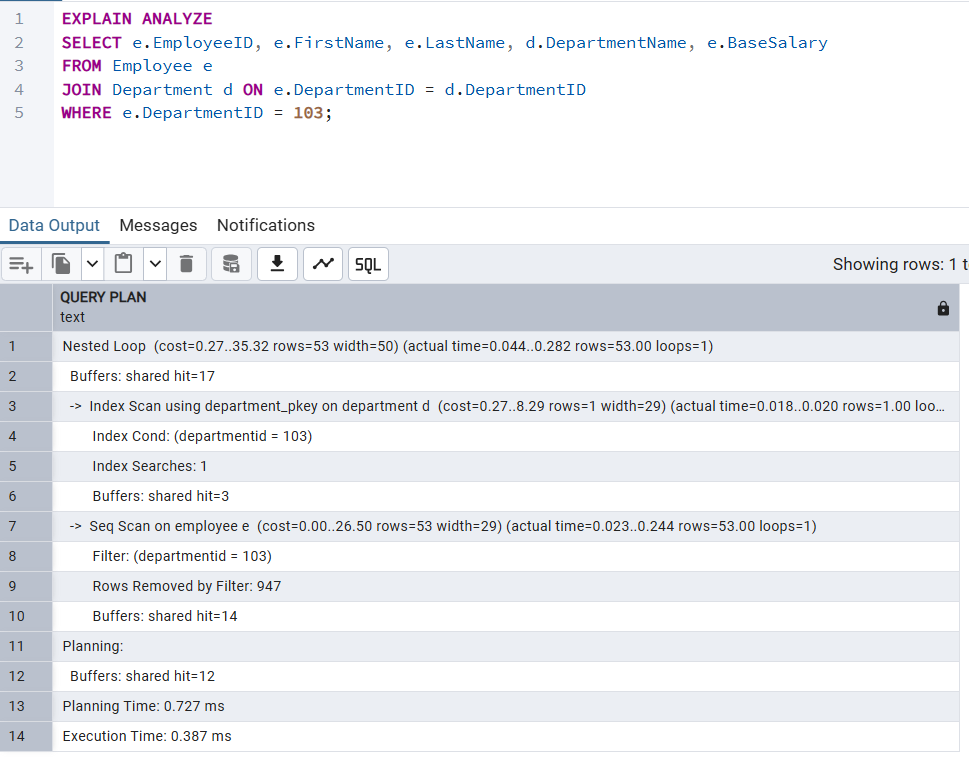 1 EXPLAIN ANALYZE
2 SELECT e.EmployeeID, e.FirstName, e.LastName, d.DepartmentName, e.BaseSalary
3 FROM Employee e
4 JOIN Department d ON e.DepartmentID = d.DepartmentID
5 WHERE e.DepartmentID = 103;
Data Output Messages Notifications
SQL Showing rows: 1 t
QUERY PLAN
text
1 Nested Loop (cost=0.27..35.32 rows=53 width=50) (actual time=0.044..0.282 rows=53.00 loops=1)
2 Buffers: shared hit=17
3 -> Index Scan using department_pkey on department d (cost=0.27..8.29 rows=1 width=29) (actual time=0.018..0.020 rows=1.00 loo...
4 Index Cond: (departmentid = 103)
5 Index Searches: 1
6 Buffers: shared hit=3
7 -> Seq Scan on employee e (cost=0.00..26.50 rows=53 width=29) (actual time=0.023..0.244 rows=53.00 loops=1)
8 Filter: (departmentid = 103)
9 Rows Removed by Filter: 947
10 Buffers: shared hit=14
11 Planning:
12 Buffers: shared hit=12
13 Planning Time: 0.727 ms
14 Execution Time: 0.387 ms